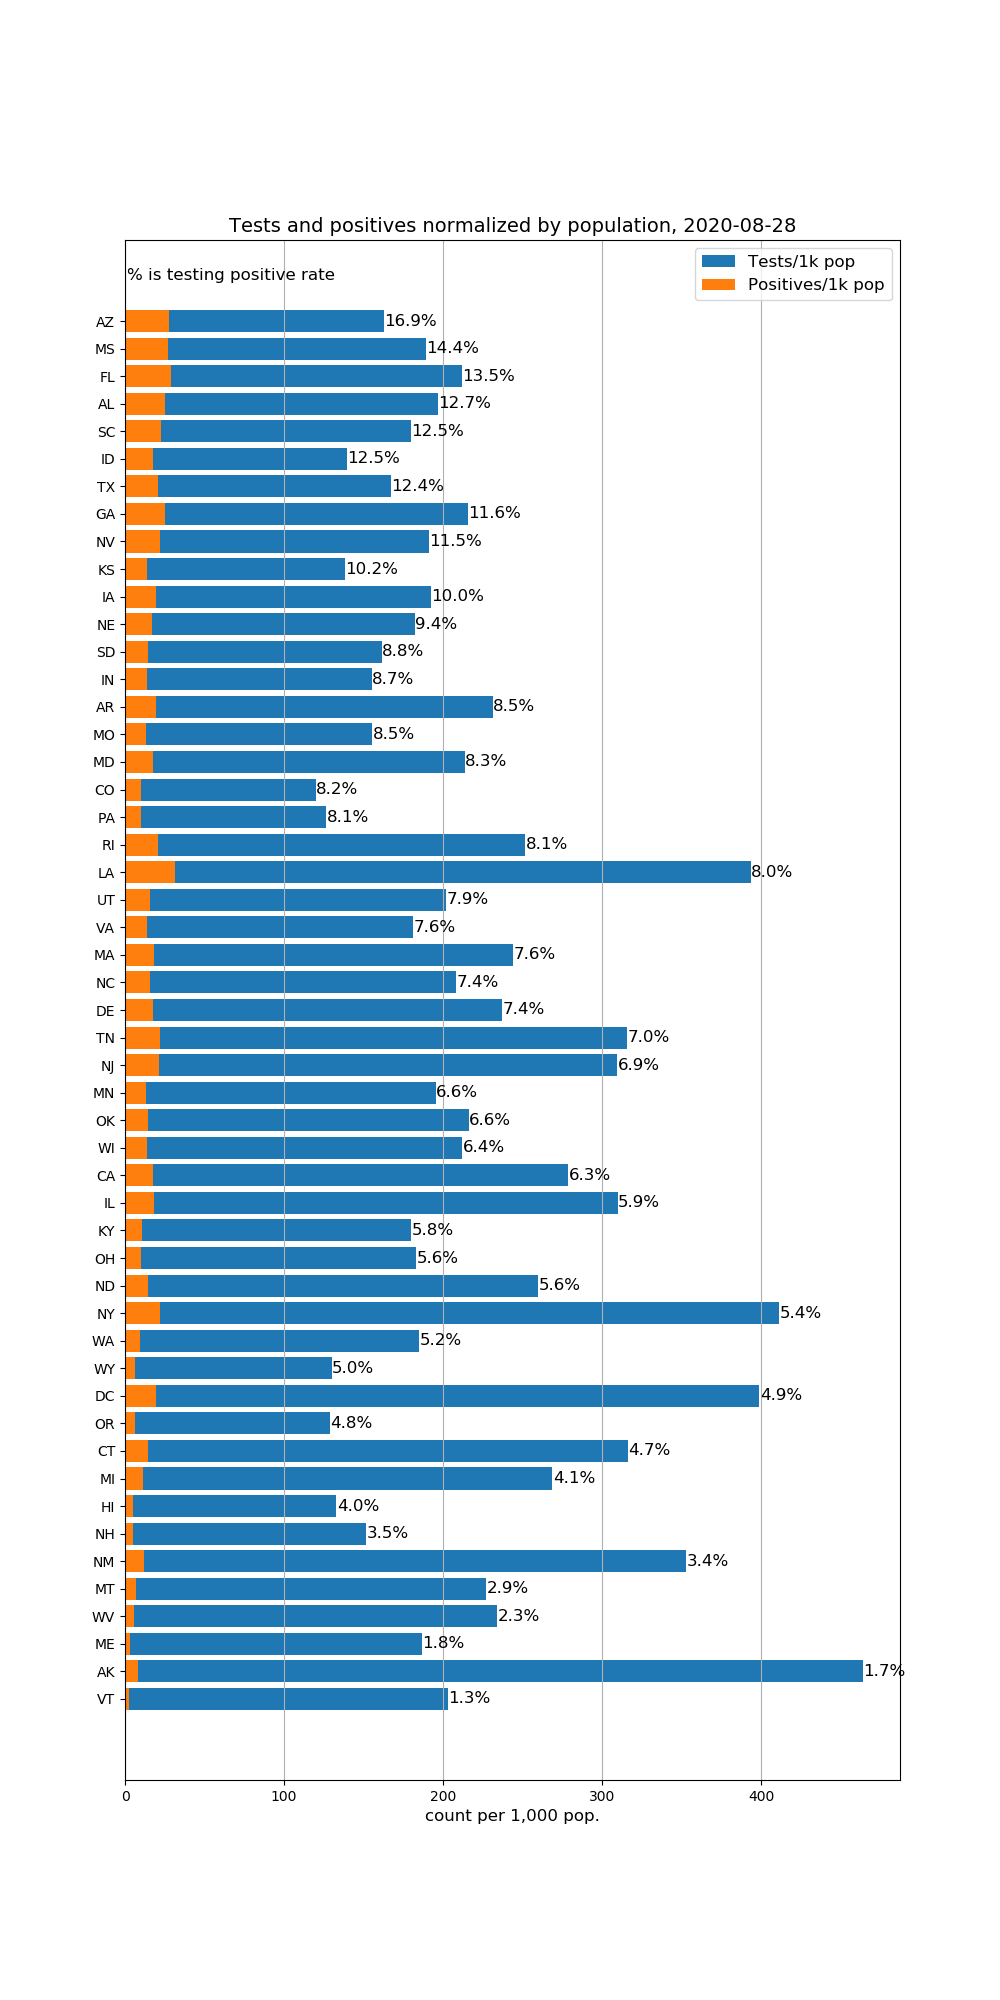 Tests and positives normalized by population, 2020-08-28
% is testing positive rate
Tests/1k pop
Positives/1k pop
AZ 16.9%
MS 14.4%
FL 13.5%
AL 12.7%
SC 12.5%
ID 12.5%
TX 12.4%
GA 11.6%
NV 11.5%
KS 10.2%
IA 10.0%
NE 9.4%
SD 8.8%
IN 8.7%
AR 8.5%
MO 8.5%
MD 8.3%
CO 8.2%
PA 8.1%
RI 8.1%
LA 8.0%
UT 7.9%
VA 7.6%
MA 7.6%
NC 7.4%
DE 7.4%
TN 7.0%
NJ 6.9%
MN 6.6%
OK 6.6%
WI 6.4%
CA 6.3%
IL 5.9%
KY 5.8%
OH 5.6%
ND 5.6%
NY 5.4%
WA 5.2%
WY 5.0%
DC 4.9%
OR 4.8%
CT 4.7%
MI 4.1%
HI 4.0%
NH 3.5%
NM 3.4%
MT 2.9%
WV 2.3%
ME 1.8%
AK 1.7%
VT 1.3%
0 100 200 300 400
count per 1,000 pop.